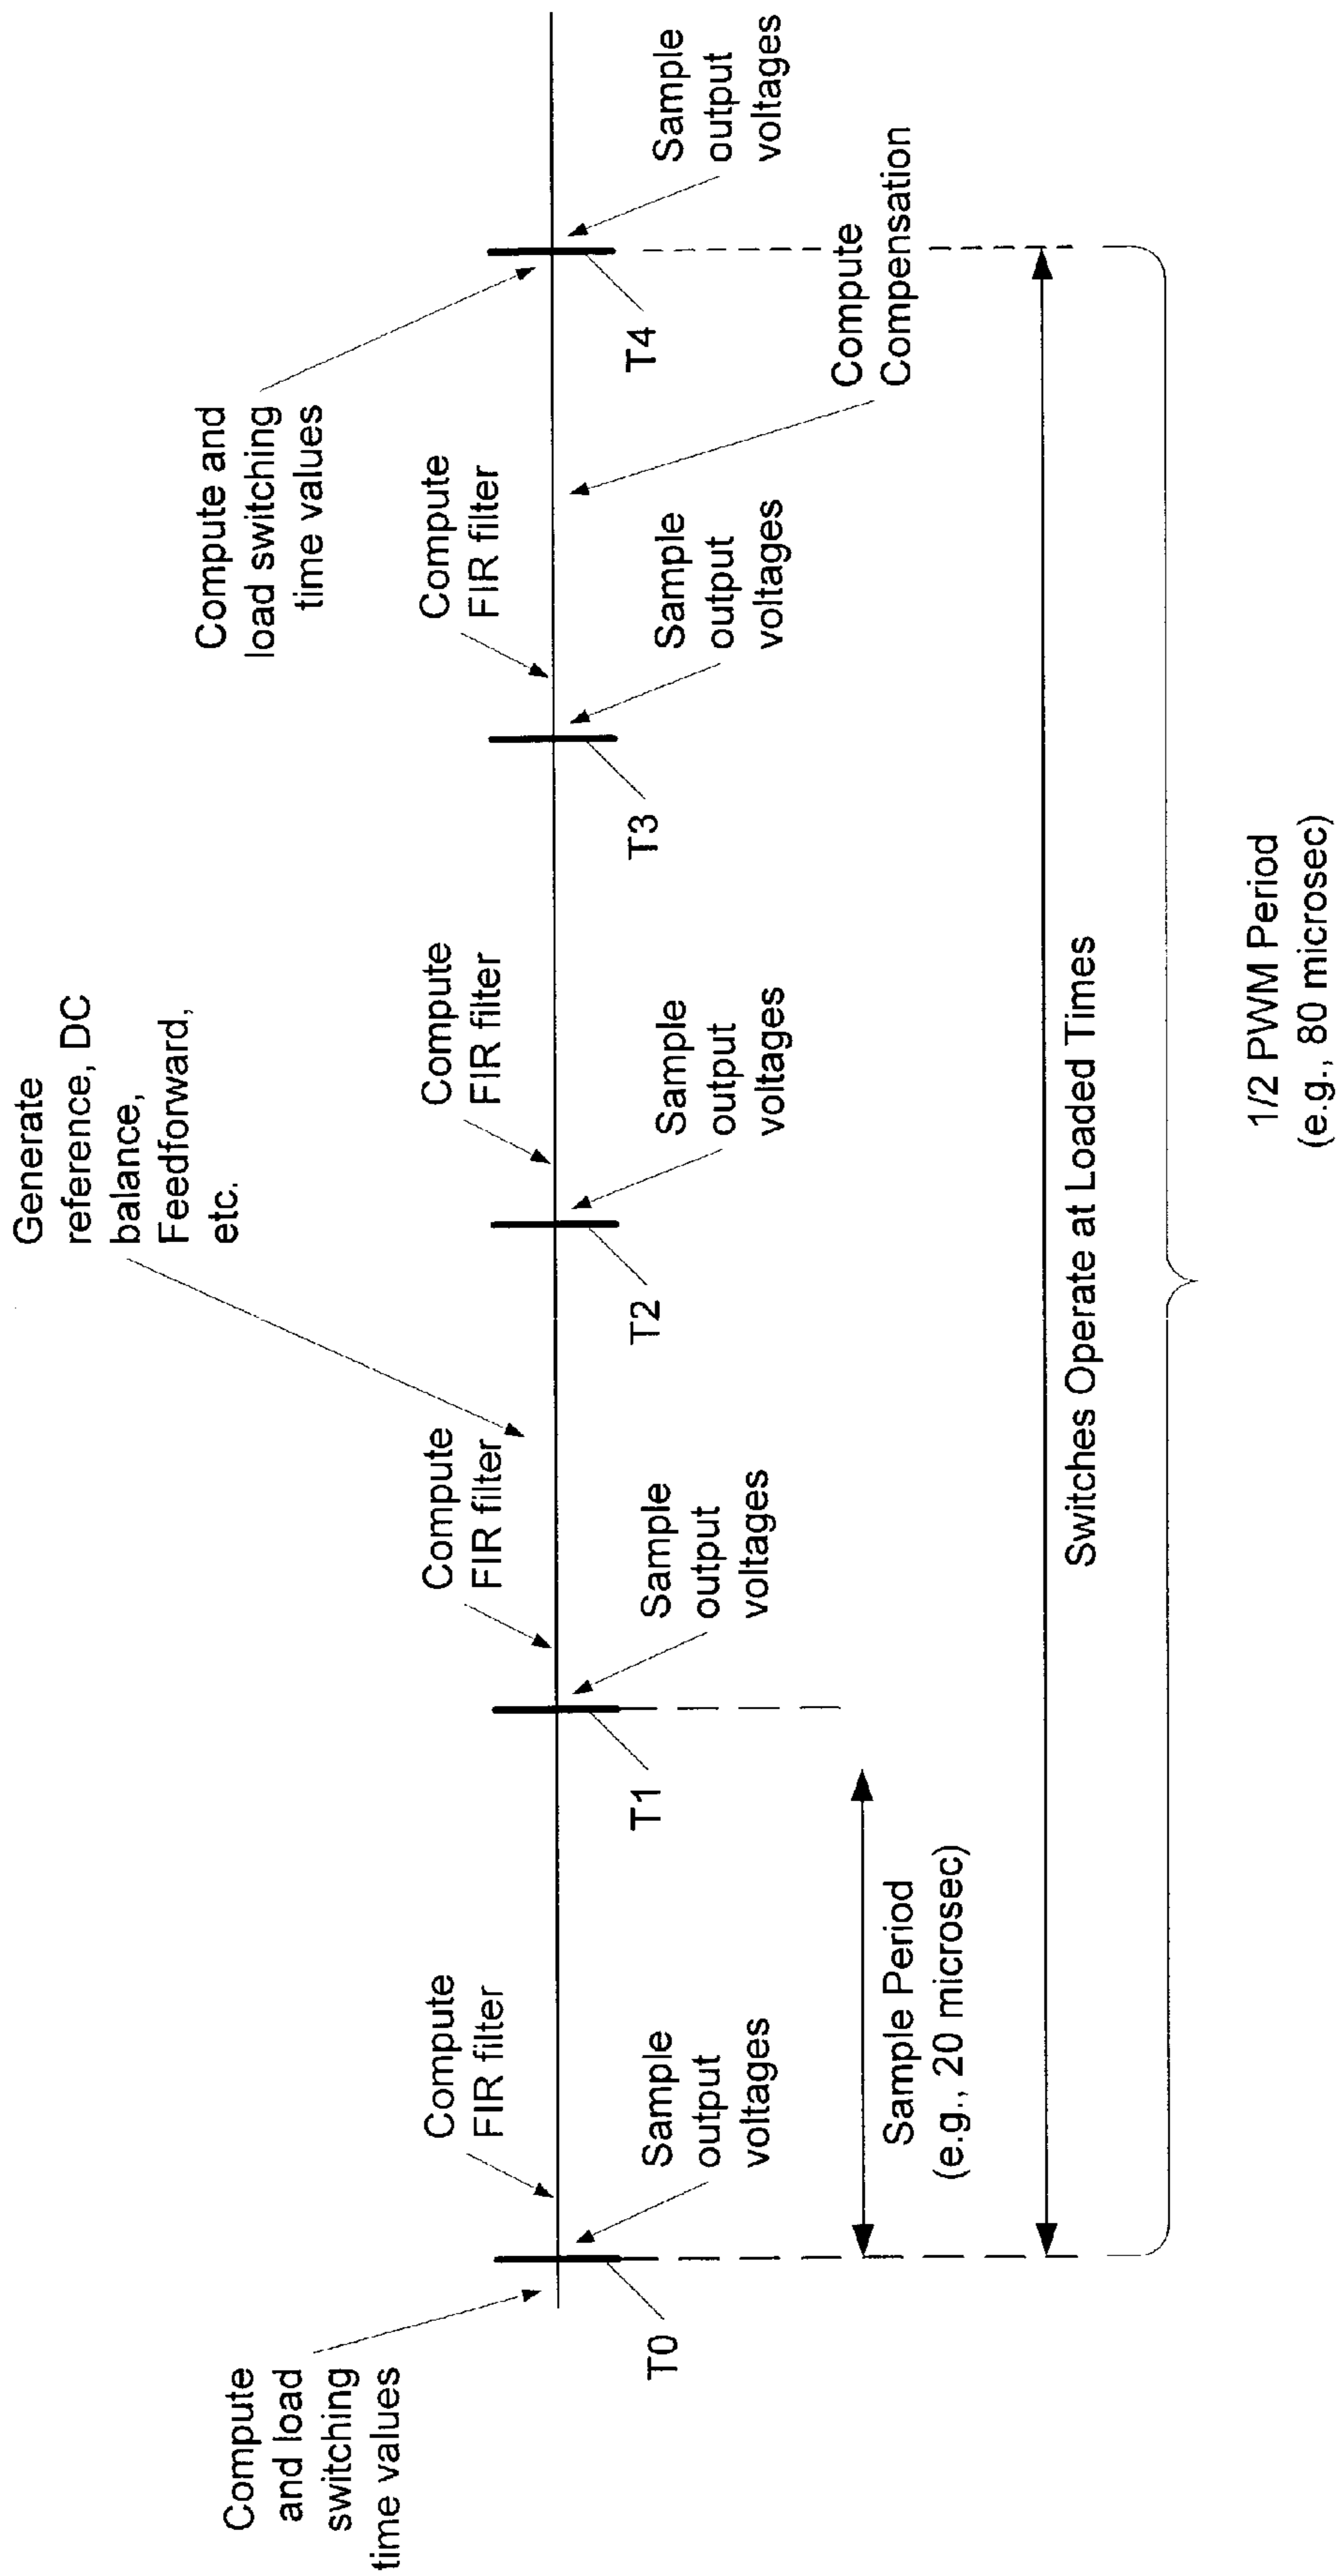 Generate
reference, DC
balance,
Feedforward,
etc.
Compute
and load
switching
time values
Compute and
load switching
time values
Compute
FIR filter
Compute
FIR filter
Compute
FIR filter
Compute
FIR filter
T0
Sample
output
voltages
T1
Sample
output
voltages
T2
Sample
output
voltages
T3
Sample
output
voltages
T4
Sample
output
voltages
Compute
Compensation
Sample Period
(e.g., 20 microsec)
Switches Operate at Loaded Times
1/2 PWM Period
(e.g., 80 microsec)